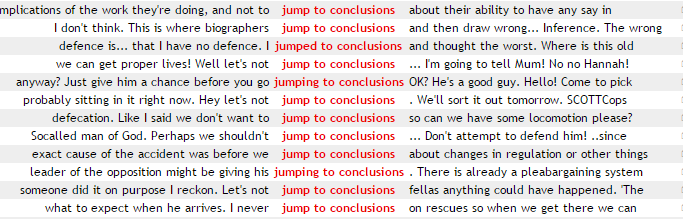 mplications of the work they're doing, and not to jump to conclusions about their ability to have any say in
I don't think. This is where biographers jump to conclusions and then draw wrong... Inference. The wrong
defence is... that I have no defence. I jumped to conclusions and thought the worst. Where is this old
we can get proper lives! Well let's not jump to conclusions ... I'm going to tell Mum! No no Hannah!
anyway? Just give him a chance before you go jumping to conclusions OK? He's a good guy. Hello! Come to pick
probably sitting in it right now. Hey let's not jump to conclusions . We'll sort it out tomorrow. SCOTTCops
defecation. Like I said we don't want to jump to conclusions so can we have some locomotion please?
Socalled man of God. Perhaps we shouldn't jump to conclusions ... Don't attempt to defend him! ..since
exact cause of the accident was before we jump to conclusions about changes in regulation or other things
leader of the opposition might be giving his jumping to conclusions . There is already a pleabargaining system
someone did it on purpose I reckon. Let's not jump to conclusions fellas anything could have happened. 'The
what to expect when he arrives. I never jump to conclusions on rescues so when we get there we can